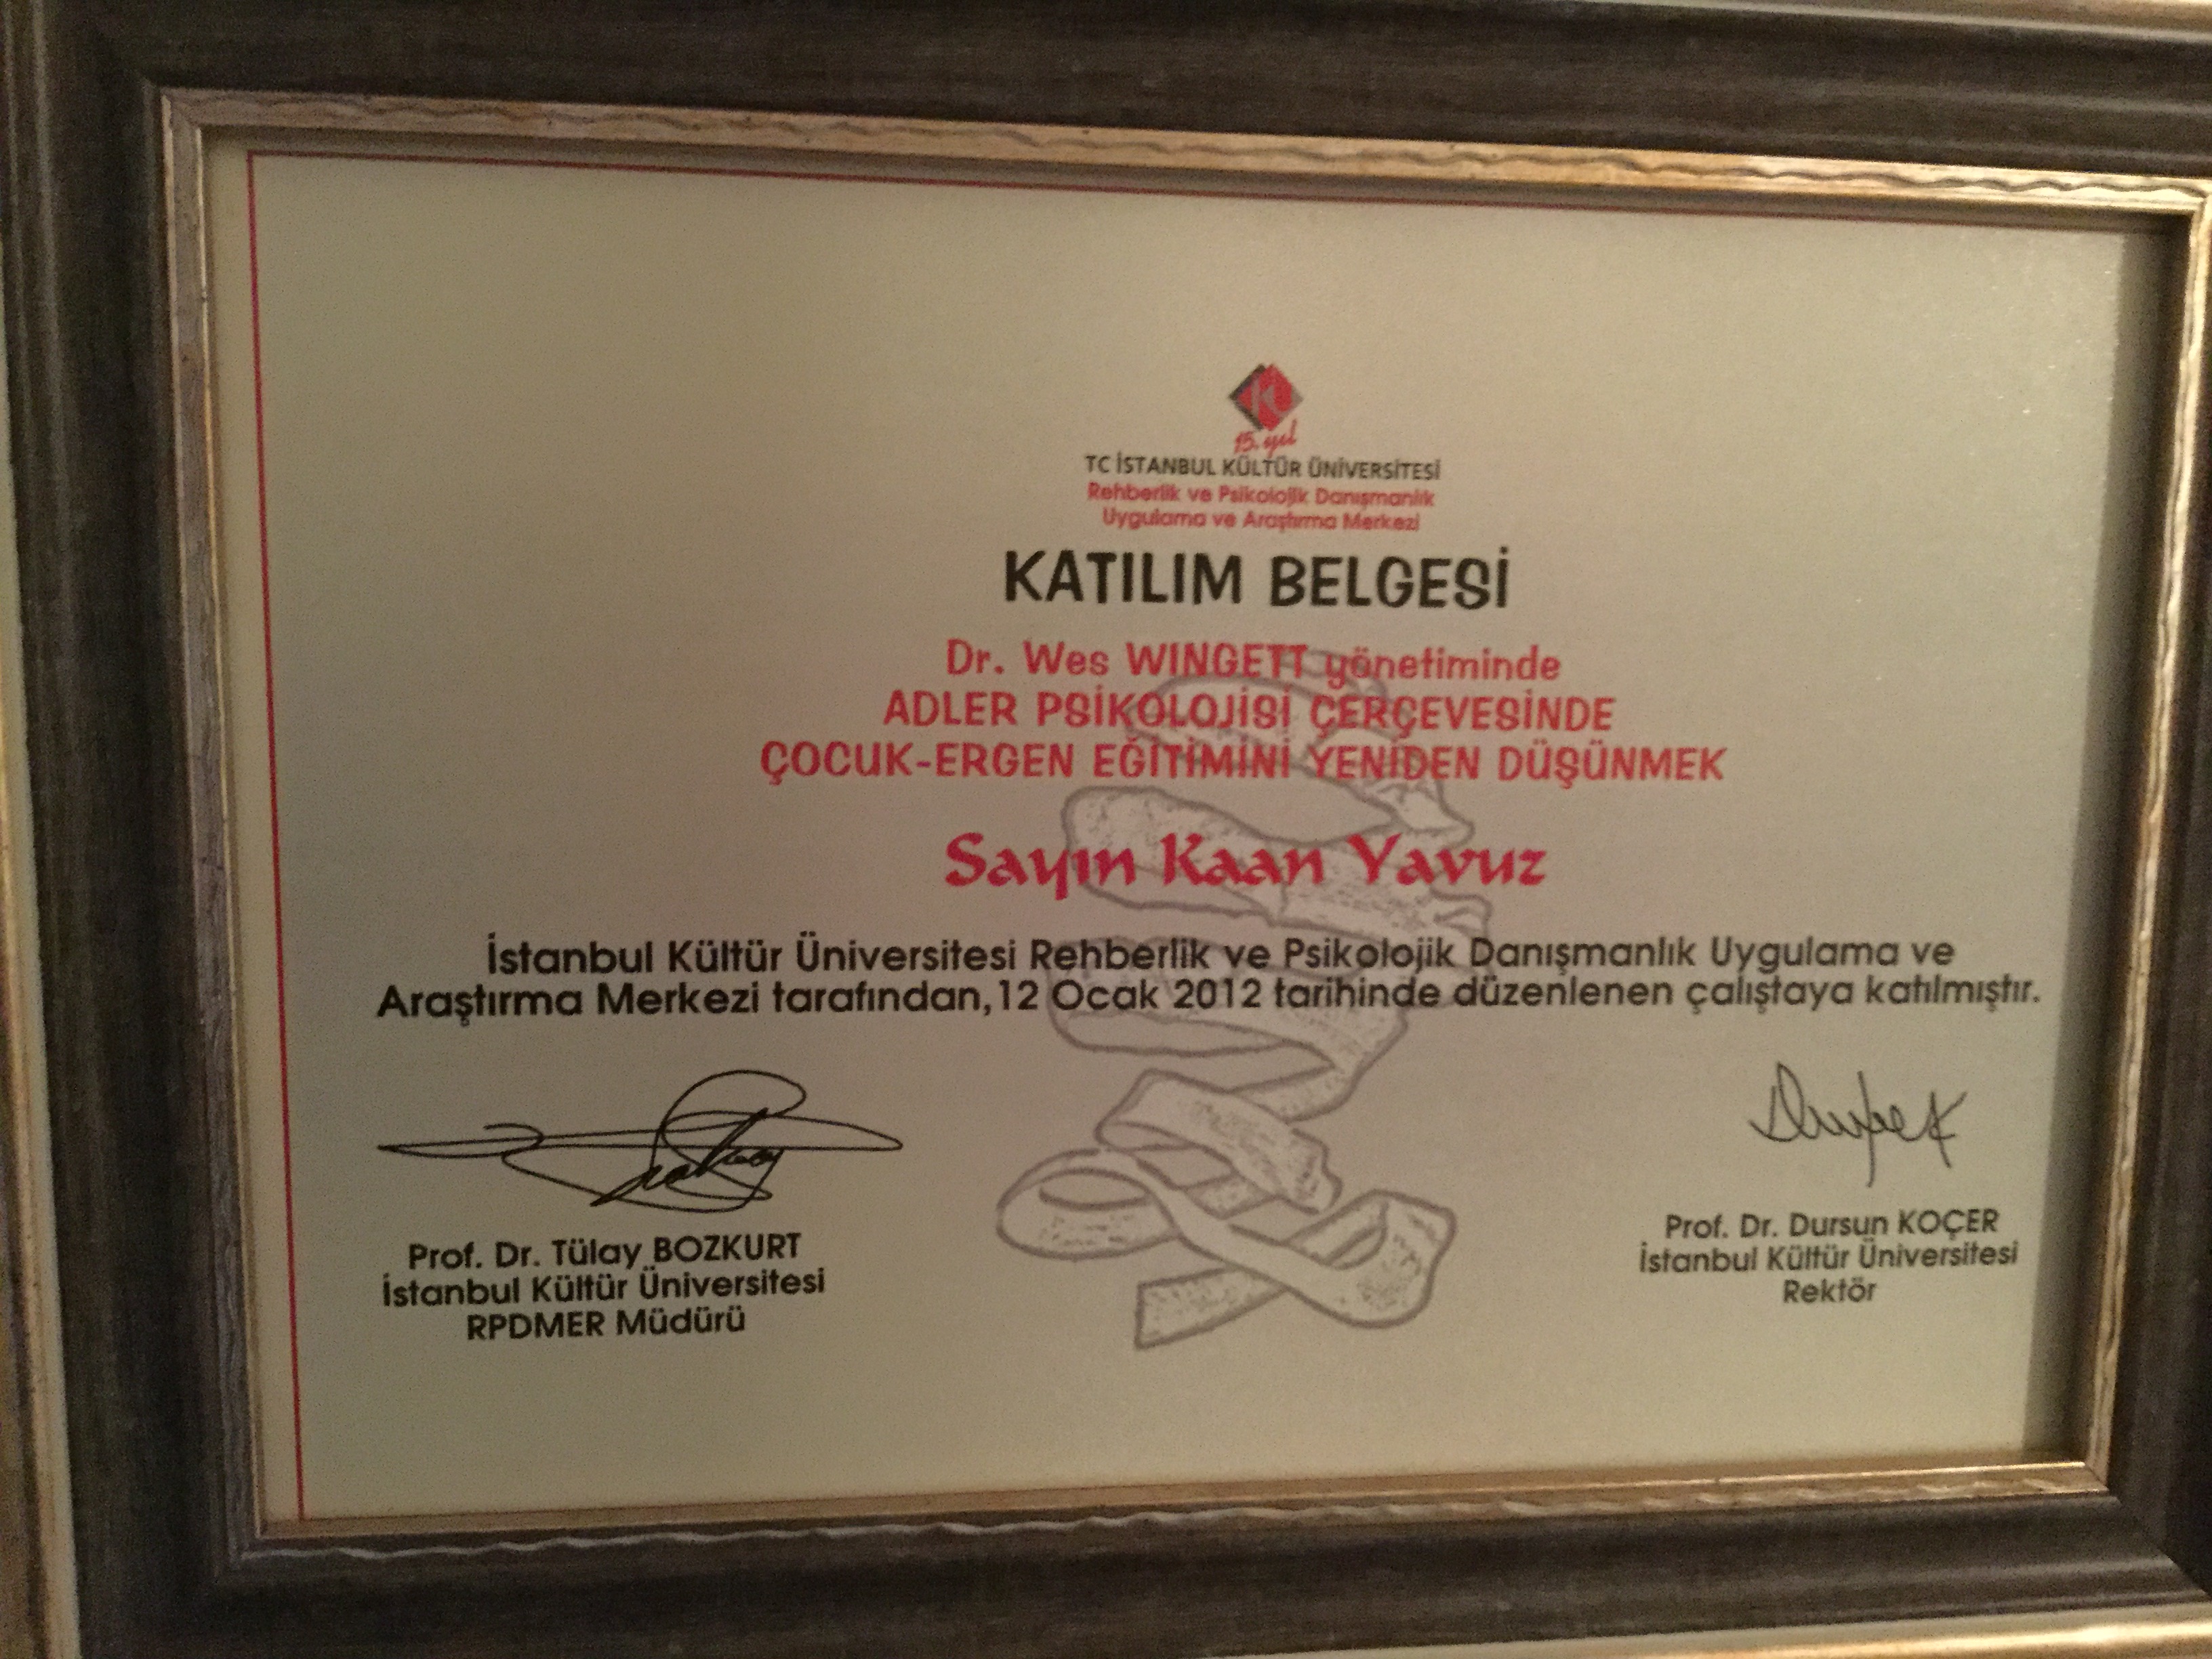 15. yıl
TC İSTANBUL KÜLTÜR ÜNİVERSİTESİ
Rehberlik ve Psikolojik Danışmanlık
Uygulama ve Araştırma Merkezi
KATILIM BELGESİ
Dr. Wes WINGETT yönetiminde
ADLER PSİKOLOJİSİ ÇERÇEVESİNDE
ÇOCUK-ERGEN EĞİTİMİNİ YENİDEN DÜŞÜNMEK
Sayın Kaan Yavuz
İstanbul Kültür Üniversitesi Rehberlik ve Psikolojik Danışmanlık Uygulama ve
Araştırma Merkezi tarafından,12 Ocak 2012 tarihinde düzenlenen çalıştaya katılmıştır.
Prof. Dr. Tülay BOZKURT
İstanbul Kültür Üniversitesi
RPDMER Müdürü
Prof. Dr. Dursun KOÇER
İstanbul Kültür Üniversitesi
Rektör